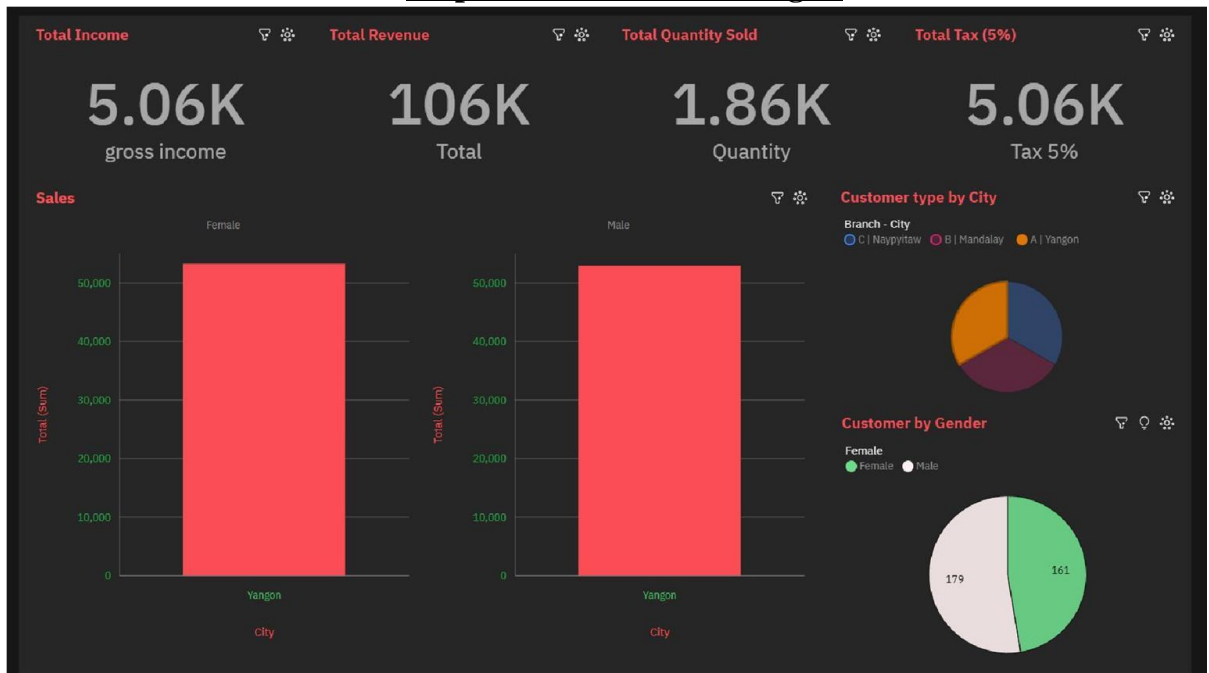 Total Income
Total Revenue
Total Quantity Sold
Total Tax (5%)
5.06K
gross income
106K
Total
1.86K
Quantity
5.06K
Tax 5%
Sales
Female
Male
Total (Sum)
50,000
40,000
30,000
20,000
10,000
0
Yangon
City
Total (Sum)
50,000
40,000
30,000
20,000
10,000
0
Yangon
City
Customer type by City
Branch - City
C | Naypyitaw B | Mandalay A | Yangon
Customer by Gender
Female
Female Male
179
161